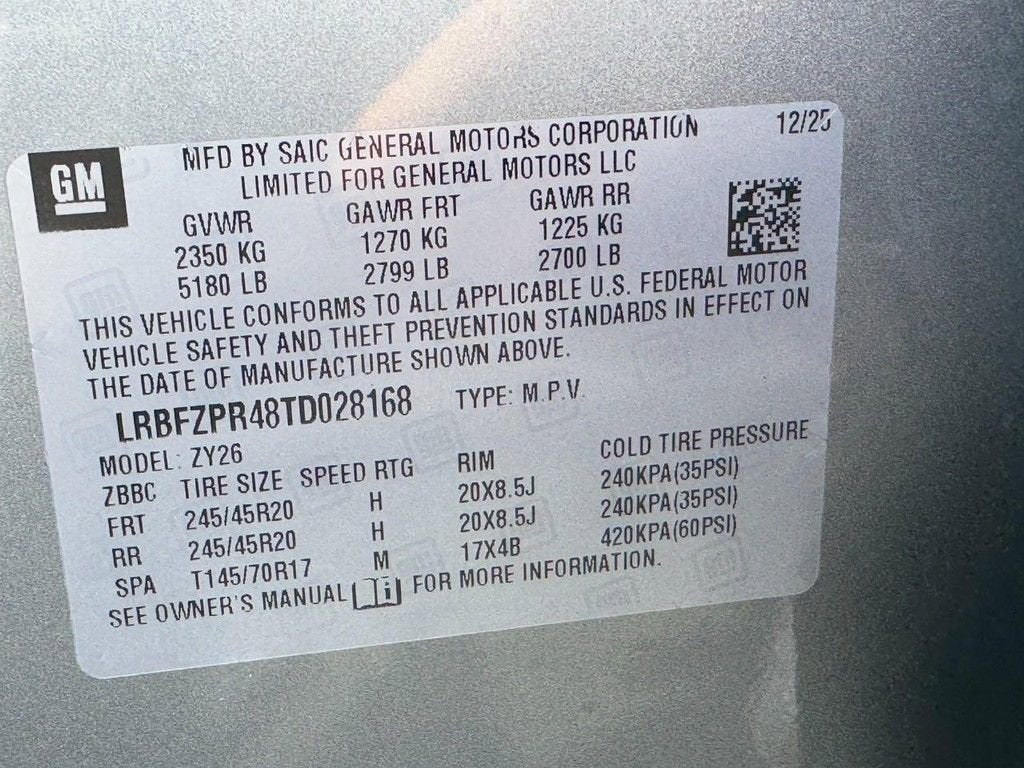 GM
MFD BY SAIC GENERAL MOTORS CORPORATION 12/25
LIMITED FOR GENERAL MOTORS LLC
GVWR GAWR FRT GAWR RR
2350 KG 1270 KG 1225 KG
5180 LB 2799 LB 2700 LB
THIS VEHICLE CONFORMS TO ALL APPLICABLE U.S. FEDERAL MOTOR
VEHICLE SAFETY AND THEFT PREVENTION STANDARDS IN EFFECT ON
THE DATE OF MANUFACTURE SHOWN ABOVE.
LRBFZPR48TD028168 TYPE: M.P.V.
MODEL: ZY26
ZBBC TIRE SIZE SPEED RTG RIM COLD TIRE PRESSURE
FRT 245/45R20 H 20X8.5J 240KPA(35PSI)
RR 245/45R20 H 20X8.5J 240KPA(35PSI)
SPA T145/70R17 M 17X4B 420KPA(60PSI)
SEE OWNER'S MANUAL i FOR MORE INFORMATION.